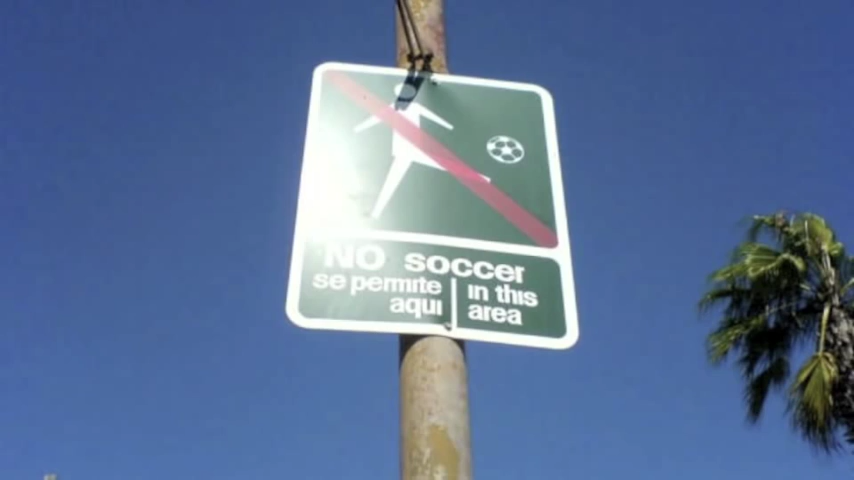 NO soccer
se permite | in this
aqui | area